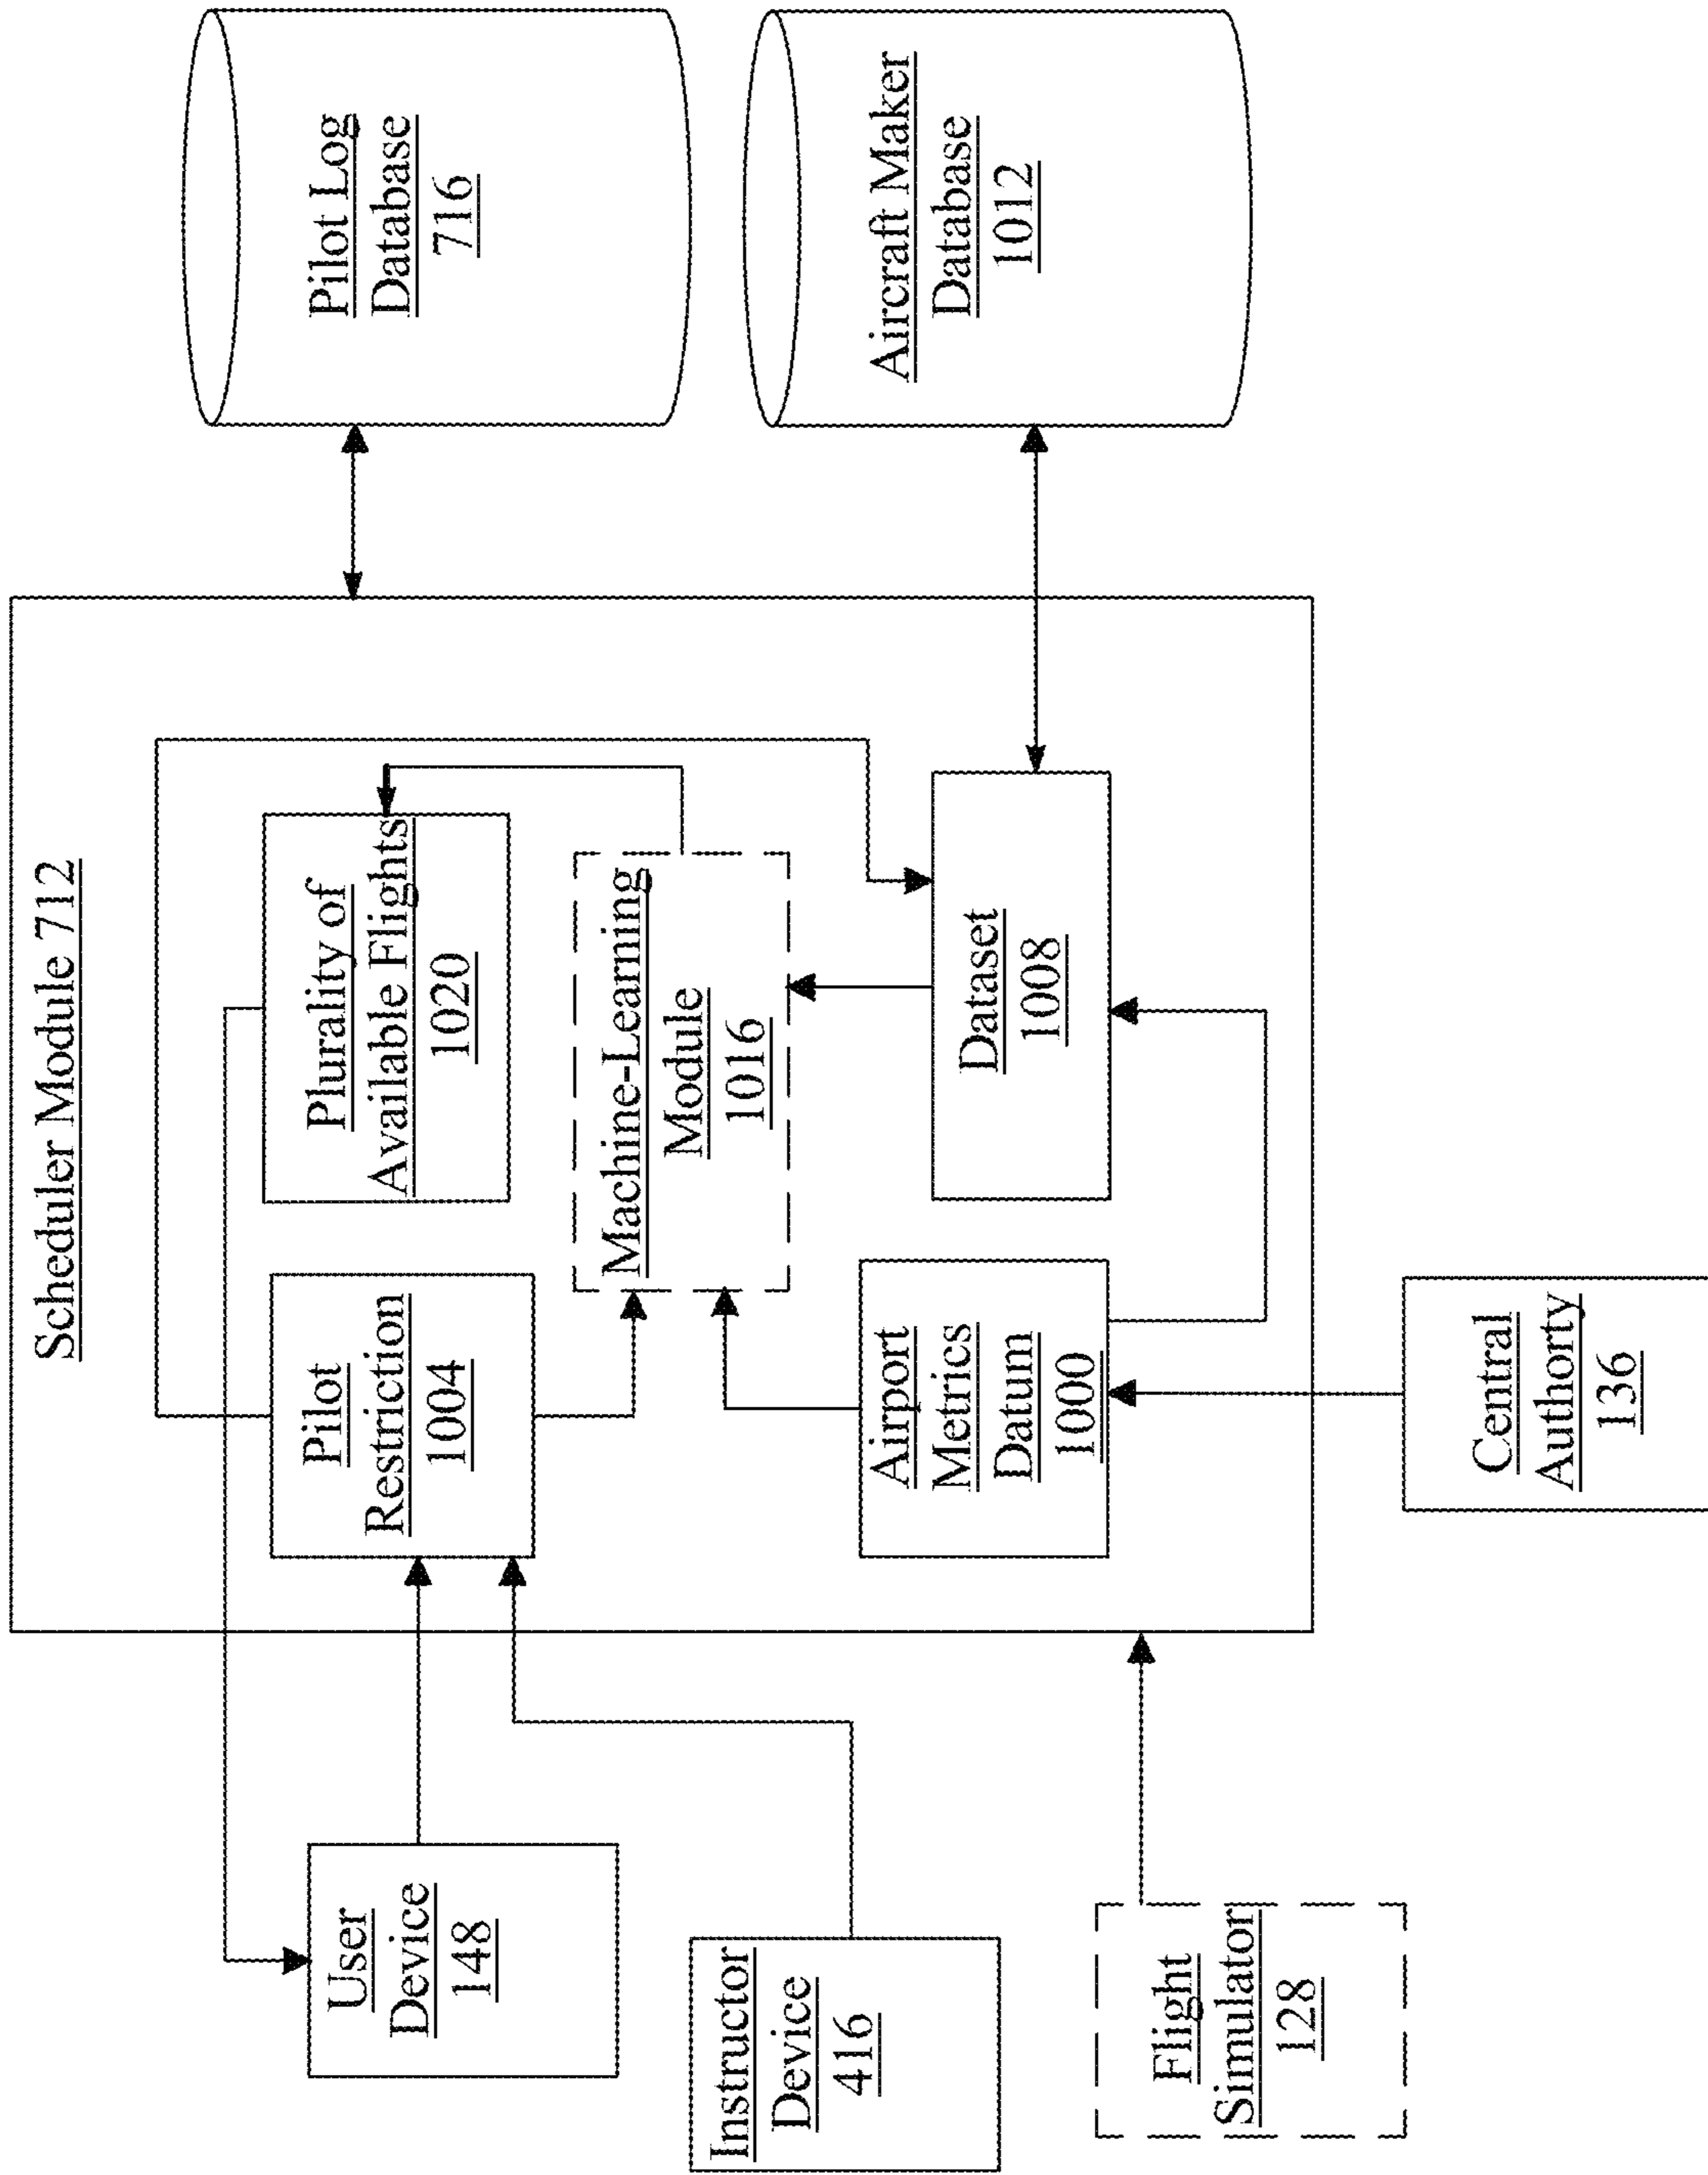 Scheduler Module 712
User
Device
148
Instructor
Device
416
Flight
Simulator
128
Pilot
Restriction
1004
Plurality of
Available Flights
1020
Machine-Learning
Module
1016
Airport
Metrics
Datum
1000
Dataset
1008
Central
Authorty
136
Pilot Log
Database
716
Aircraft Maker
Database
1012